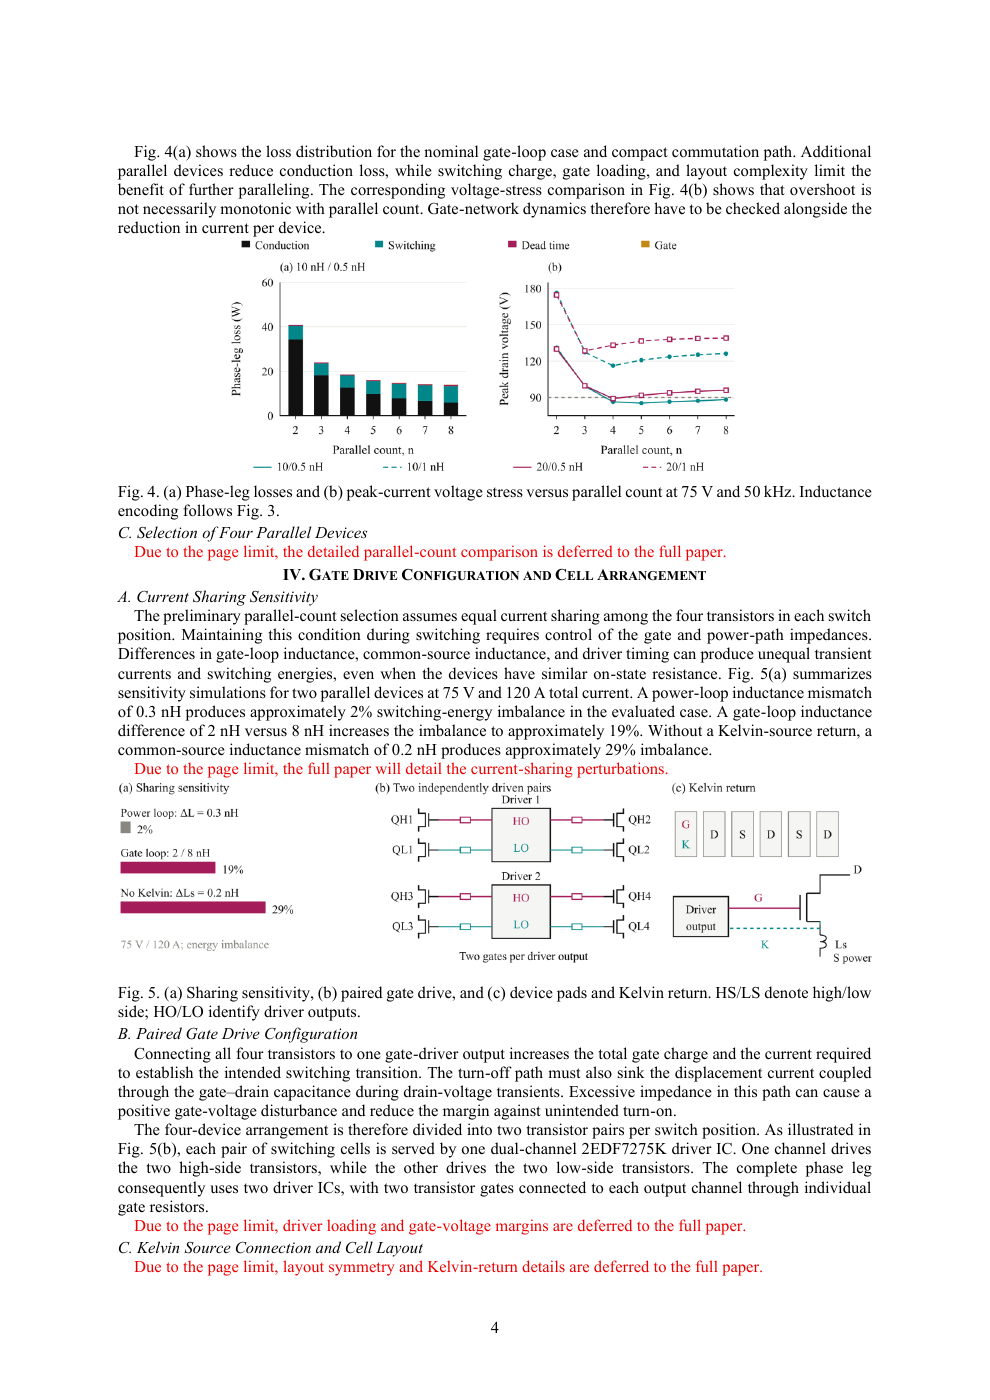 Fig. 4(a) shows the loss distribution for the nominal gate-loop case and compact commutation path. Additional
parallel devices reduce conduction loss, while switching charge, gate loading, and layout complexity limit the
benefit of further paralleling. The corresponding voltage-stress comparison in Fig. 4(b) shows that overshoot is
not necessarily monotonic with parallel count. Gate-network dynamics therefore have to be checked alongside the
reduction in current per device.
Conduction Switching Dead time Gate
(a) 10 nH / 0.5 nH
60
40
20
0
Phase-leg loss (W)
2 3 4 5 6 7 8
Parallel count, n
(b)
180
150
120
90
Peak drain voltage (V)
2 3 4 5 6 7 8
Parallel count, n
10/0.5 nH 10/1 nH 20/0.5 nH 20/1 nH
Fig. 4. (a) Phase-leg losses and (b) peak-current voltage stress versus parallel count at 75 V and 50 kHz. Inductance
encoding follows Fig. 3.
C. Selection of Four Parallel Devices
Due to the page limit, the detailed parallel-count comparison is deferred to the full paper.
IV. GATE DRIVE CONFIGURATION AND CELL ARRANGEMENT
A. Current Sharing Sensitivity
The preliminary parallel-count selection assumes equal current sharing among the four transistors in each switch
position. Maintaining this condition during switching requires control of the gate and power-path impedances.
Differences in gate-loop inductance, common-source inductance, and driver timing can produce unequal transient
currents and switching energies, even when the devices have similar on-state resistance. Fig. 5(a) summarizes
sensitivity simulations for two parallel devices at 75 V and 120 A total current. A power-loop inductance mismatch
of 0.3 nH produces approximately 2% switching-energy imbalance in the evaluated case. A gate-loop inductance
difference of 2 nH versus 8 nH increases the imbalance to approximately 19%. Without a Kelvin-source return, a
common-source inductance mismatch of 0.2 nH produces approximately 29% imbalance.
Due to the page limit, the full paper will detail the current-sharing perturbations.
(a) Sharing sensitivity
Power loop: ΔL = 0.3 nH
2%
Gate loop: 2 / 8 nH
19%
No Kelvin: ΔLs = 0.2 nH
29%
75 V / 120 A; energy imbalance
(b) Two independently driven pairs
Driver 1
QH1 HO QH2
QL1 LO QL2
Driver 2
QH3 HO QH4
QL3 LO QL4
Two gates per driver output
(c) Kelvin return
G
K
D S D S D
D
G
Driver
output
K
Ls
S power
Fig. 5. (a) Sharing sensitivity, (b) paired gate drive, and (c) device pads and Kelvin return. HS/LS denote high/low
side; HO/LO identify driver outputs.
B. Paired Gate Drive Configuration
Connecting all four transistors to one gate-driver output increases the total gate charge and the current required
to establish the intended switching transition. The turn-off path must also sink the displacement current coupled
through the gate–drain capacitance during drain-voltage transients. Excessive impedance in this path can cause a
positive gate-voltage disturbance and reduce the margin against unintended turn-on.
The four-device arrangement is therefore divided into two transistor pairs per switch position. As illustrated in
Fig. 5(b), each pair of switching cells is served by one dual-channel 2EDF7275K driver IC. One channel drives
the two high-side transistors, while the other drives the two low-side transistors. The complete phase leg
consequently uses two driver ICs, with two transistor gates connected to each output channel through individual
gate resistors.
Due to the page limit, driver loading and gate-voltage margins are deferred to the full paper.
C. Kelvin Source Connection and Cell Layout
Due to the page limit, layout symmetry and Kelvin-return details are deferred to the full paper.
4